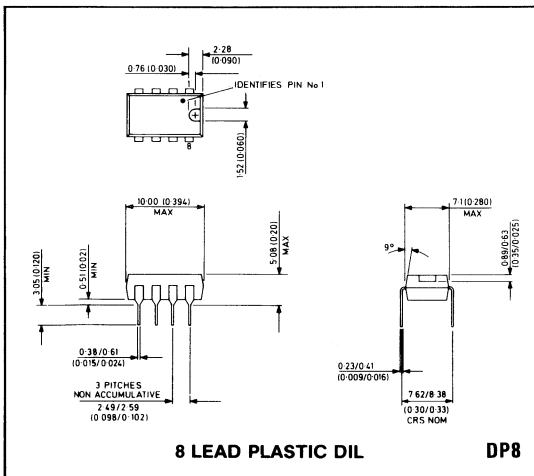 2·28
(0·090)
0·76 (0·030)
1
IDENTIFIES PIN No 1
8
1·52 (0·060)
10·00 (0·394)
MAX
5·08 (0·20)
MAX
3·05 (0·120)
MIN
0·51 (0·02)
MIN
0·38/0·61
(0·015/0·024)
3 PITCHES
NON ACCUMULATIVE
2·49/2·59
(0·098/0·102)
7·1 (0·280)
MAX
9°
0·89/0·63
(0·35/0·025)
0·23/0·41
(0·009/0·016)
7·62/8·38
(0·30/0·33)
CRS NOM
8 LEAD PLASTIC DIL
DP8